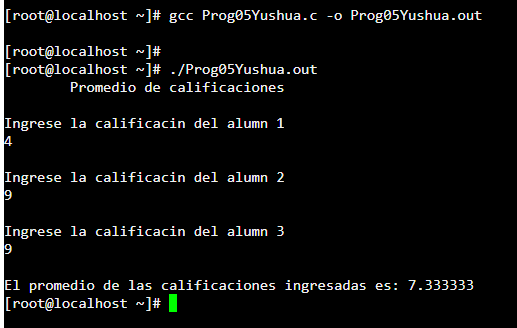 [root@localhost ~]# gcc Prog05Yushua.c -o Prog05Yushua.out
[root@localhost ~]#
[root@localhost ~]# ./Prog05Yushua.out
Promedio de calificaciones
Ingrese la calificacin del alumn 1
4
Ingrese la calificacin del alumn 2
9
Ingrese la calificacin del alumn 3
9
El promedio de las calificaciones ingresadas es: 7.333333
[root@localhost ~]#